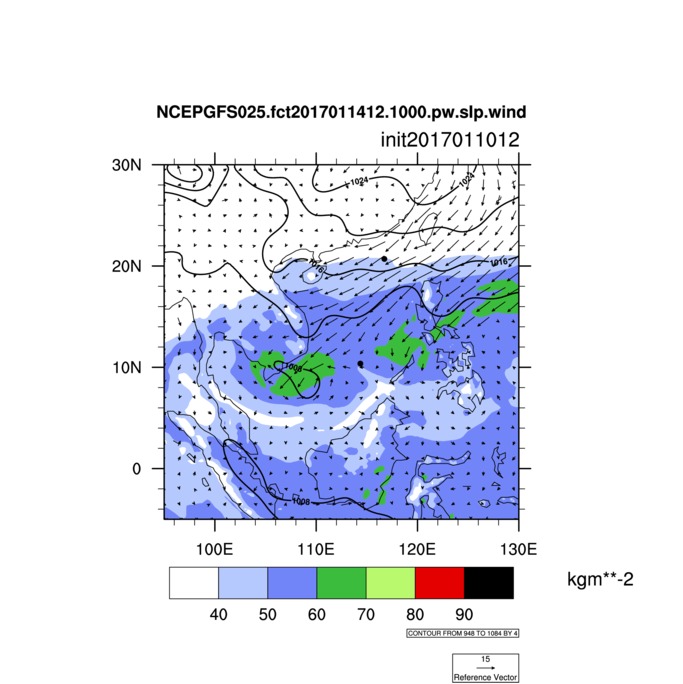 NCEPGFS025.fct2017011412.1000.pw.slp.wind
init2017011012
30N
1024
1024
20N
1016
1016
10N
1008
0
1008
100E 110E 120E 130E
kgm**-2
40 50 60 70 80 90
CONTOUR FROM 948 TO 1084 BY 4
15
Reference Vector